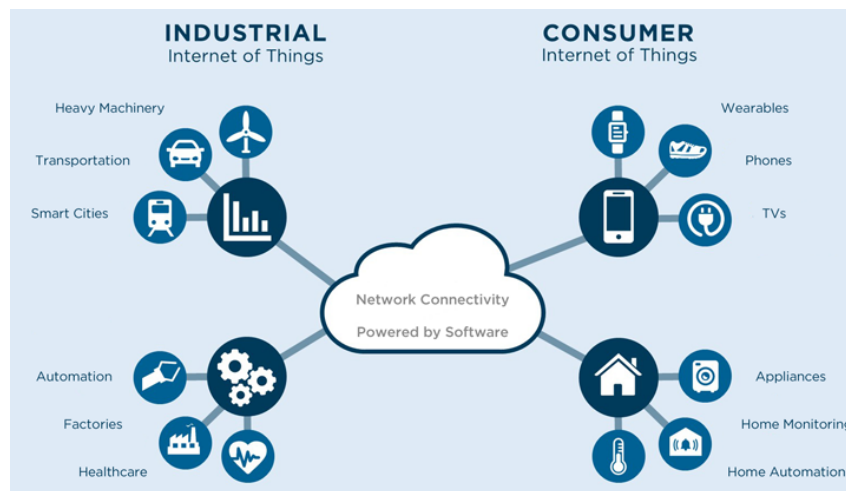 INDUSTRIAL
Internet of Things
CONSUMER
Internet of Things
Heavy Machinery
Transportation
Smart Cities
Wearables
Phones
TVs
Network Connectivity
Powered by Software
Automation
Factories
Healthcare
Appliances
Home Monitoring
Home Automation